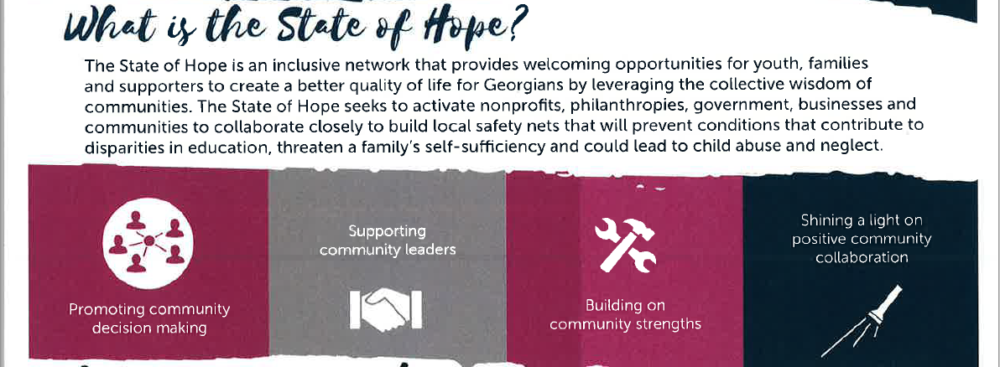 What is the State of Hope?
The State of Hope is an inclusive network that provides welcoming opportunities for youth, families
and supporters to create a better quality of life for Georgians by leveraging the collective wisdom of
communities. The State of Hope seeks to activate nonprofits, philanthropies, government, businesses and
communities to collaborate closely to build local safety nets that will prevent conditions that contribute to
disparities in education, threaten a family's self-sufficiency and could lead to child abuse and neglect.
Promoting community
decision making
Supporting
community leaders
Building on
community strengths
Shining a light on
positive community
collaboration